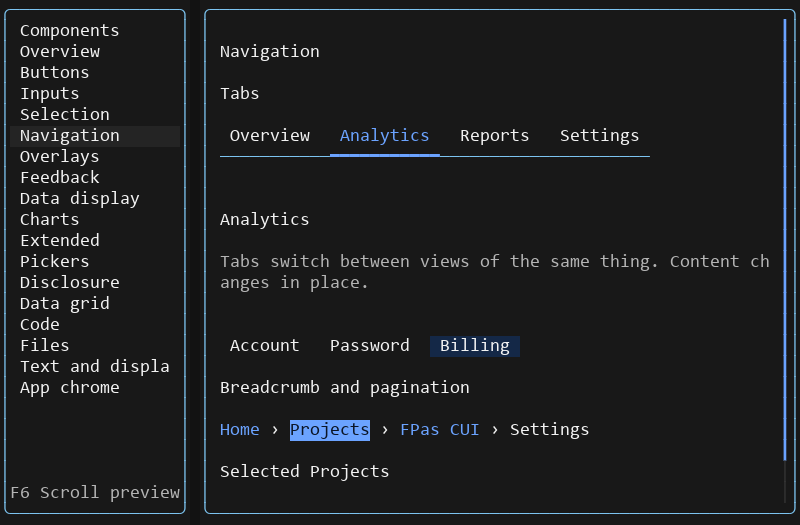 Components
Overview
Buttons
Inputs
Selection
Navigation
Overlays
Feedback
Data display
Charts
Extended
Pickers
Disclosure
Data grid
Code
Files
Text and displa
App chrome
F6 Scroll preview
Navigation
Tabs
Overview Analytics Reports Settings
Analytics
Tabs switch between views of the same thing. Content ch
anges in place.
Account Password Billing
Breadcrumb and pagination
Home › Projects › FPas CUI › Settings
Selected Projects